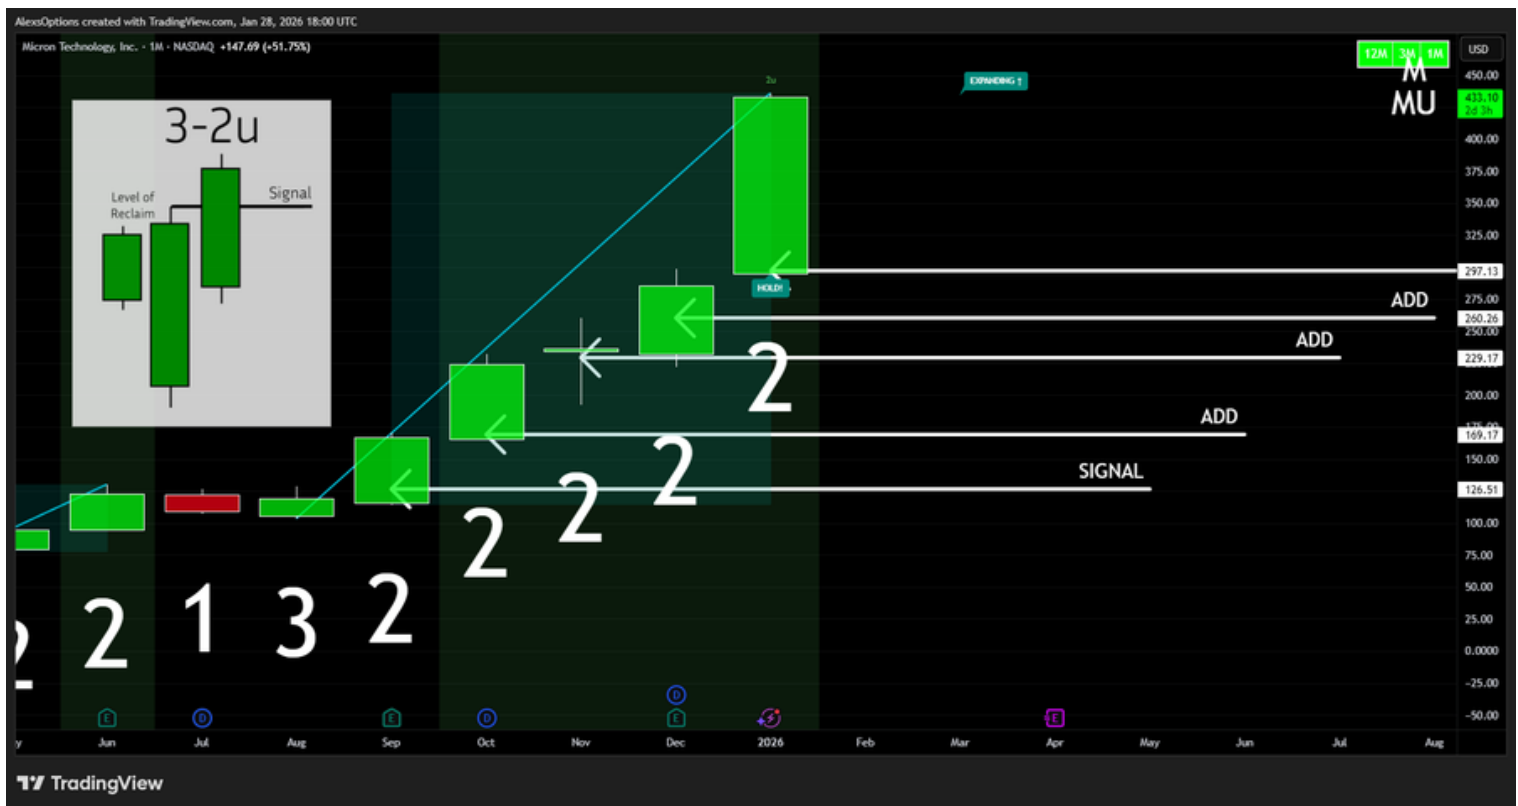 AlexsOptions created with TradingView.com, Jan 28, 2026 18:00 UTC
Micron Technology, Inc. · 1M · NASDAQ +147.69 (+51.75%)
12M 3M 1M
USD
M
MU
EXPANDING ↑
2u
3-2u
Level of
Reclaim
Signal
450.00
433.10
2d 3h
400.00
375.00
350.00
325.00
297.13
275.00
260.26
250.00
229.17
200.00
169.17
150.00
126.51
100.00
75.00
50.00
25.00
0.0000
−25.00
−50.00
HOLD!
ADD
ADD
ADD
SIGNAL
2 2 1 3 2 2 2 2 2
E D E D D E E
y Jun Jul Aug Sep Oct Nov Dec 2026 Feb Mar Apr May Jun Jul Aug
TradingView